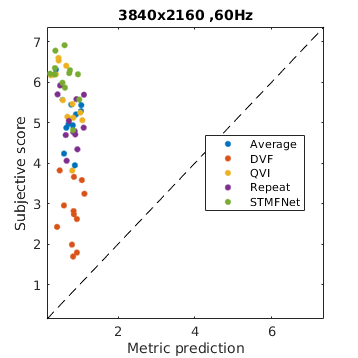 3840x2160 ,60Hz
Subjective score
7
6
5
4
3
2
1
Average
DVF
QVI
Repeat
STMFNet
2
4
6
Metric prediction